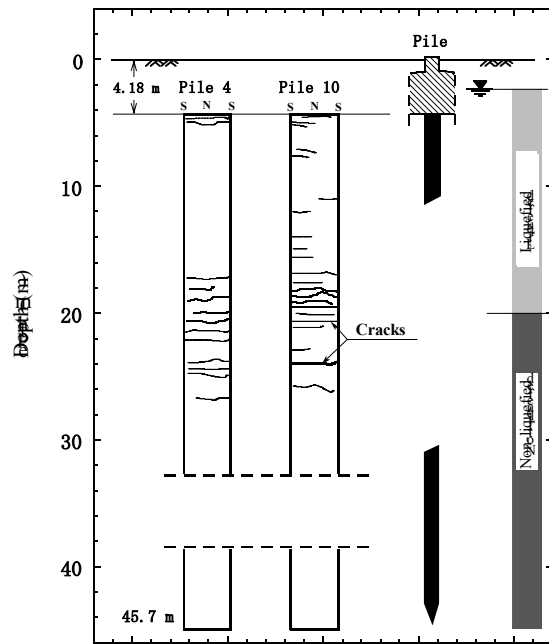 Pile
0
4.18 m
Pile 4
Pile 10
S N S
S N S
10
20
30
40
Cracks
Liquefied
Non-liquefied
45.7 m